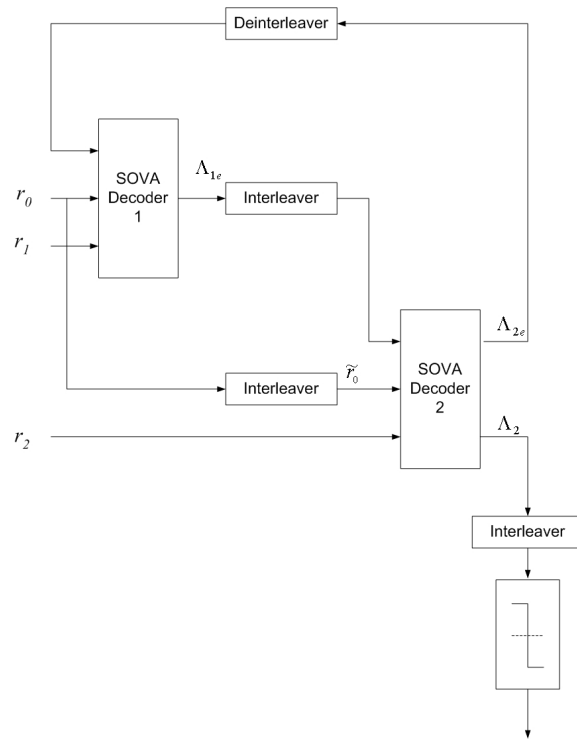 Deinterleaver
SOVA
Decoder
1
r₀
r₁
Λ₁ₑ
Interleaver
Interleaver
r̃₀
r₂
SOVA
Decoder
2
Λ₂ₑ
Λ₂
Interleaver